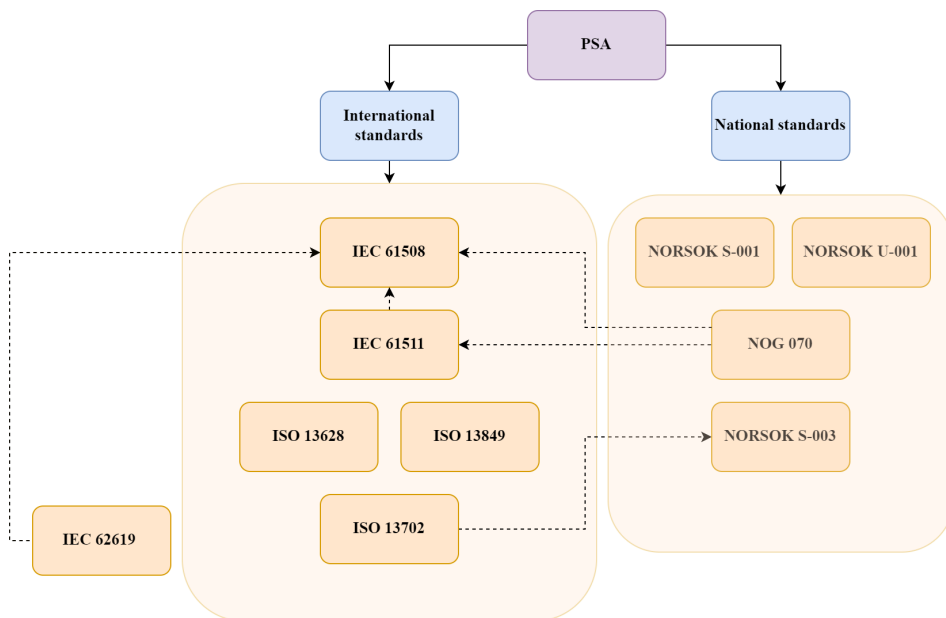 PSA
International
standards
National standards
IEC 61508
NORSOK S-001
NORSOK U-001
IEC 61511
NOG 070
ISO 13628
ISO 13849
NORSOK S-003
ISO 13702
IEC 62619